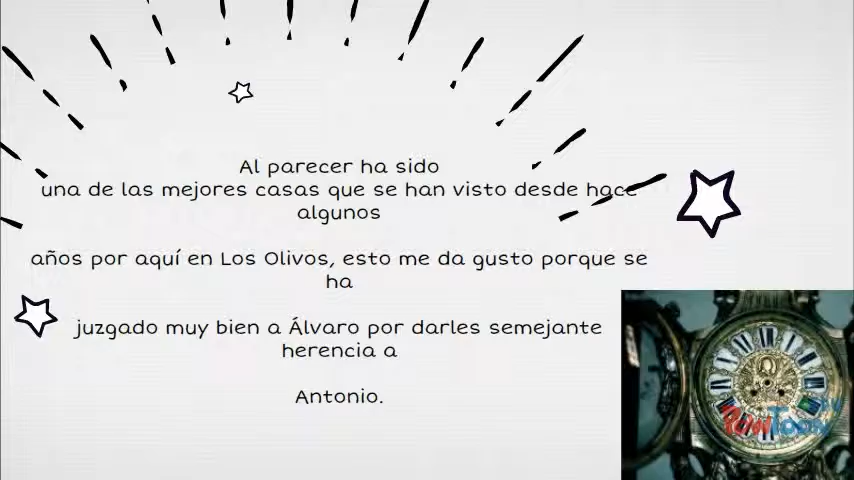 Al parecer ha sido
una de las mejores casas que se han visto desde hace
algunos
años por aquí en Los Olivos, esto me da gusto porque se
ha
juzgado muy bien a Álvaro por darles semejante
herencia a
Antonio.
PowToon